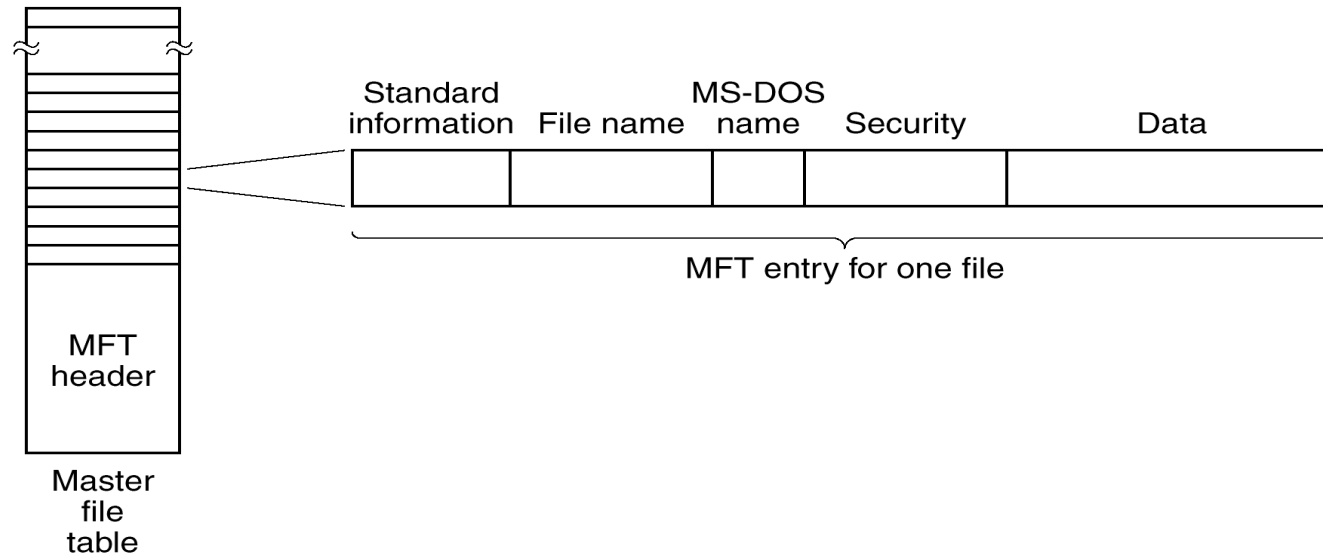 Standard
information
File name
MS-DOS
name
Security
Data
MFT entry for one file
MFT
header
Master
file
table